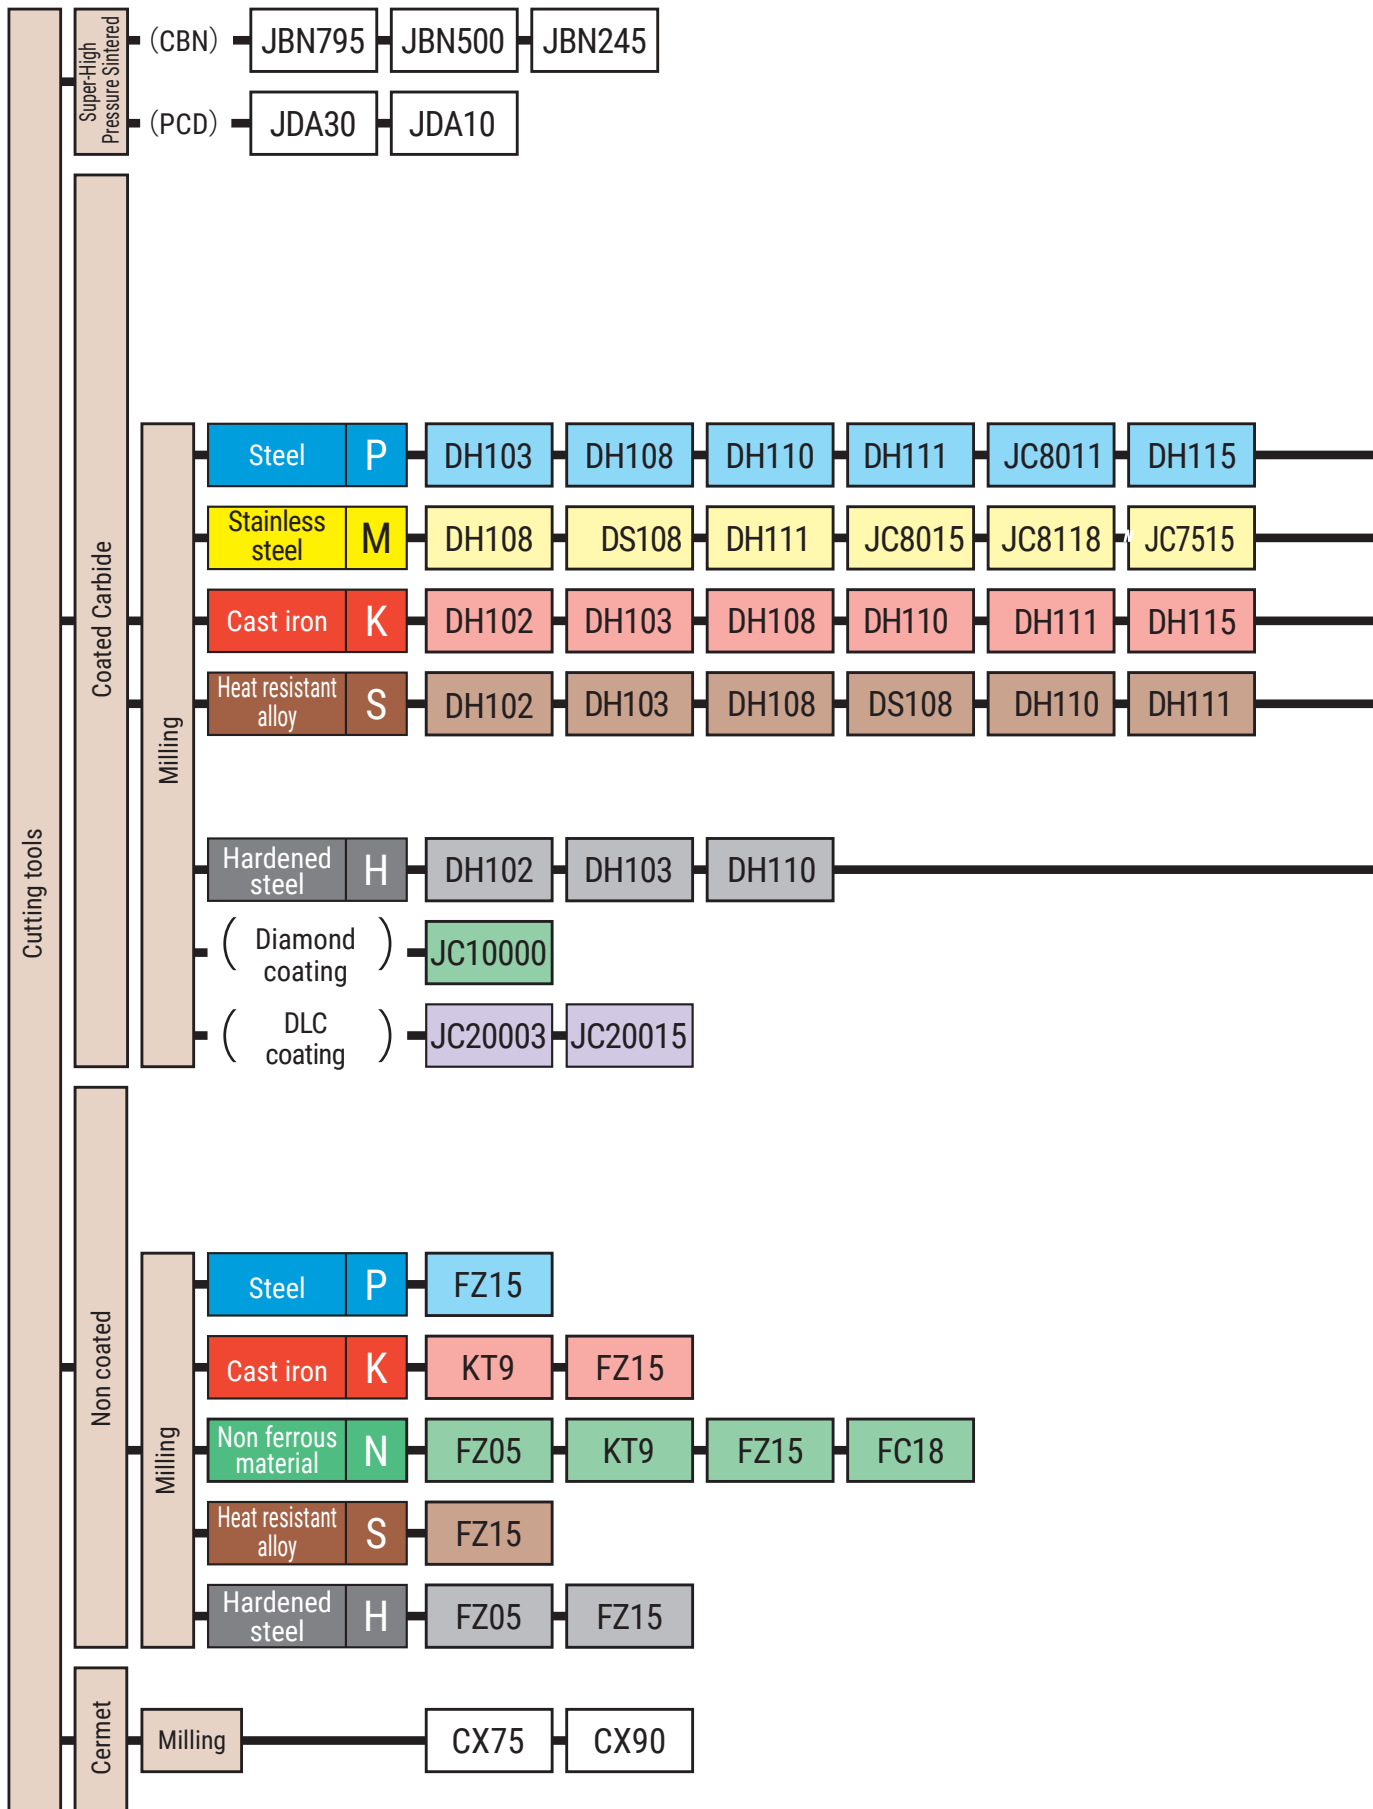 Cutting tools
Super-High
Pressure Sintered
(CBN) JBN795 JBN500 JBN245
(PCD) JDA30 JDA10
Coated Carbide
Milling
Steel P DH103 DH108 DH110 DH111 JC8011 DH115
Stainless
steel M DH108 DS108 DH111 JC8015 JC8118 JC7515
Cast iron K DH102 DH103 DH108 DH110 DH111 DH115
Heat resistant
alloy S DH102 DH103 DH108 DS108 DH110 DH111
Hardened
steel H DH102 DH103 DH110
( Diamond
coating ) JC10000
( DLC
coating ) JC20003 JC20015
Non coated
Milling
Steel P FZ15
Cast iron K KT9 FZ15
Non ferrous
material N FZ05 KT9 FZ15 FC18
Heat resistant
alloy S FZ15
Hardened
steel H FZ05 FZ15
Cermet
Milling CX75 CX90